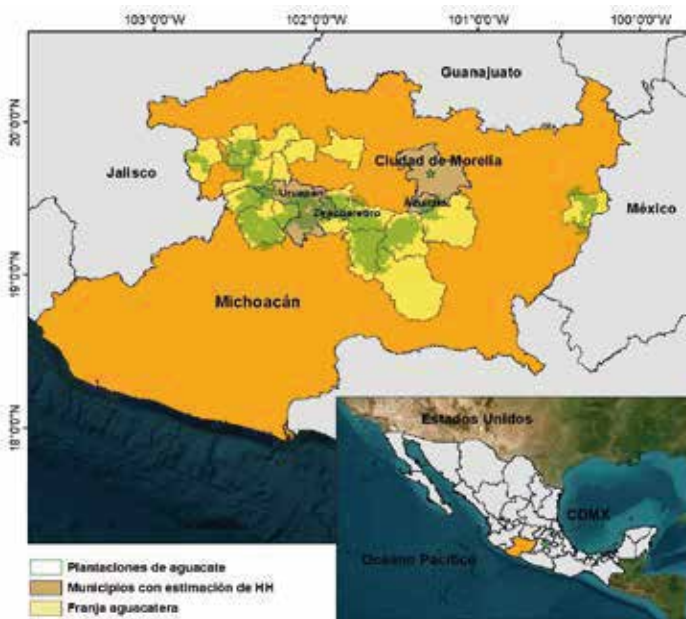 103°0'0"W
102°0'0"W
101°0'0"W
100°0'0"W
20°0'0"N
19°0'0"N
18°0'0"N
Guanajuato
Jalisco
Ciudad de Morelia
Uruapan
Acuitzio
México
Michoacán
Estados Unidos
CDMX
Océano Pacífico
Plantaciones de aguacate
Municipios con estimación de HH
Franja aguacatera